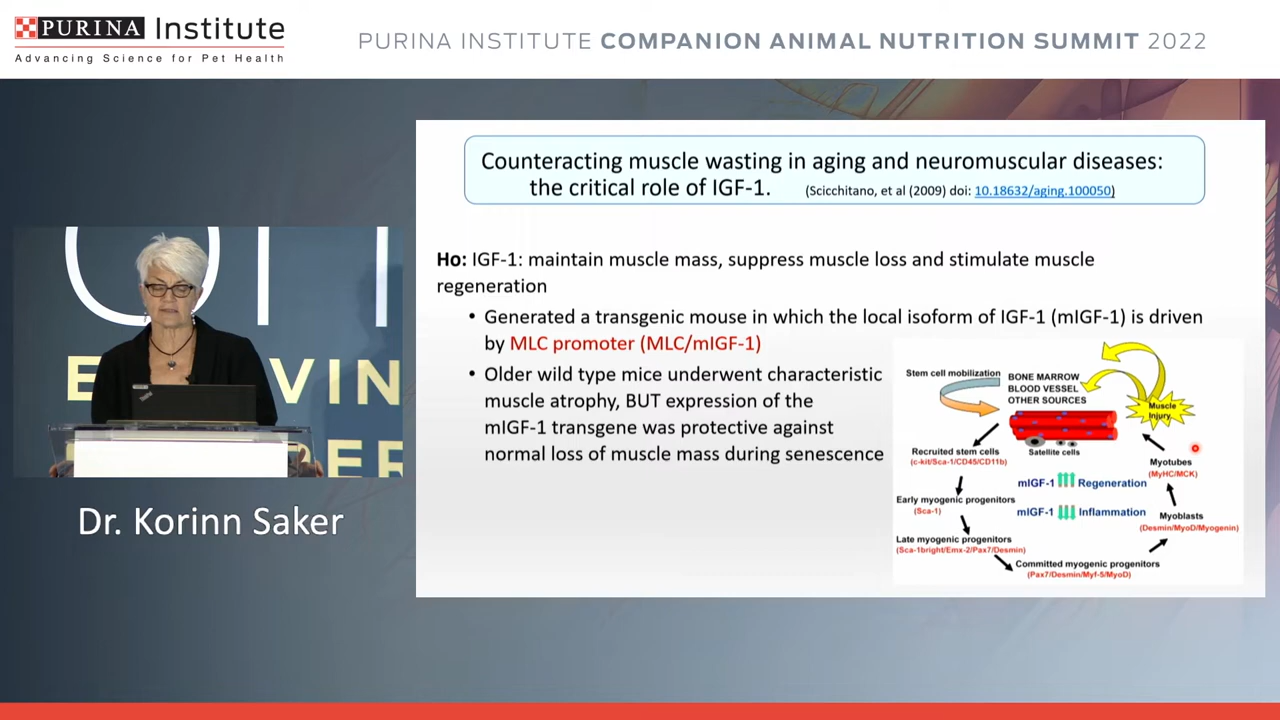 PURINA Institute
Advancing Science for Pet Health
PURINA INSTITUTE COMPANION ANIMAL NUTRITION SUMMIT 2022
Counteracting muscle wasting in aging and neuromuscular diseases:
the critical role of IGF-1. (Scicchitano, et al (2009) doi: 10.18632/aging.100050)
Ho: IGF-1: maintain muscle mass, suppress muscle loss and stimulate muscle
regeneration
• Generated a transgenic mouse in which the local isoform of IGF-1 (mIGF-1) is driven
by MLC promoter (MLC/mIGF-1)
• Older wild type mice underwent characteristic
muscle atrophy, BUT expression of the
mIGF-1 transgene was protective against
normal loss of muscle mass during senescence
Stem cell mobilization
BONE MARROW
BLOOD VESSEL
OTHER SOURCES
Muscle
Injury
Satellite cells
Recruited stem cells
(c-kit/Sca-1/CD45/CD11b)
Myotubes
(MyHC/MCK)
mIGF-1 Regeneration
Early myogenic progenitors
(Sca-1)
mIGF-1 Inflammation
Myoblasts
(Desmin/MyoD/Myogenin)
Late myogenic progenitors
(Sca-1bright/Emx-2/Pax7/Desmin)
Committed myogenic progenitors
(Pax7/Desmin/Myf-5/MyoD)
VIN
ER
Dr. Korinn Saker